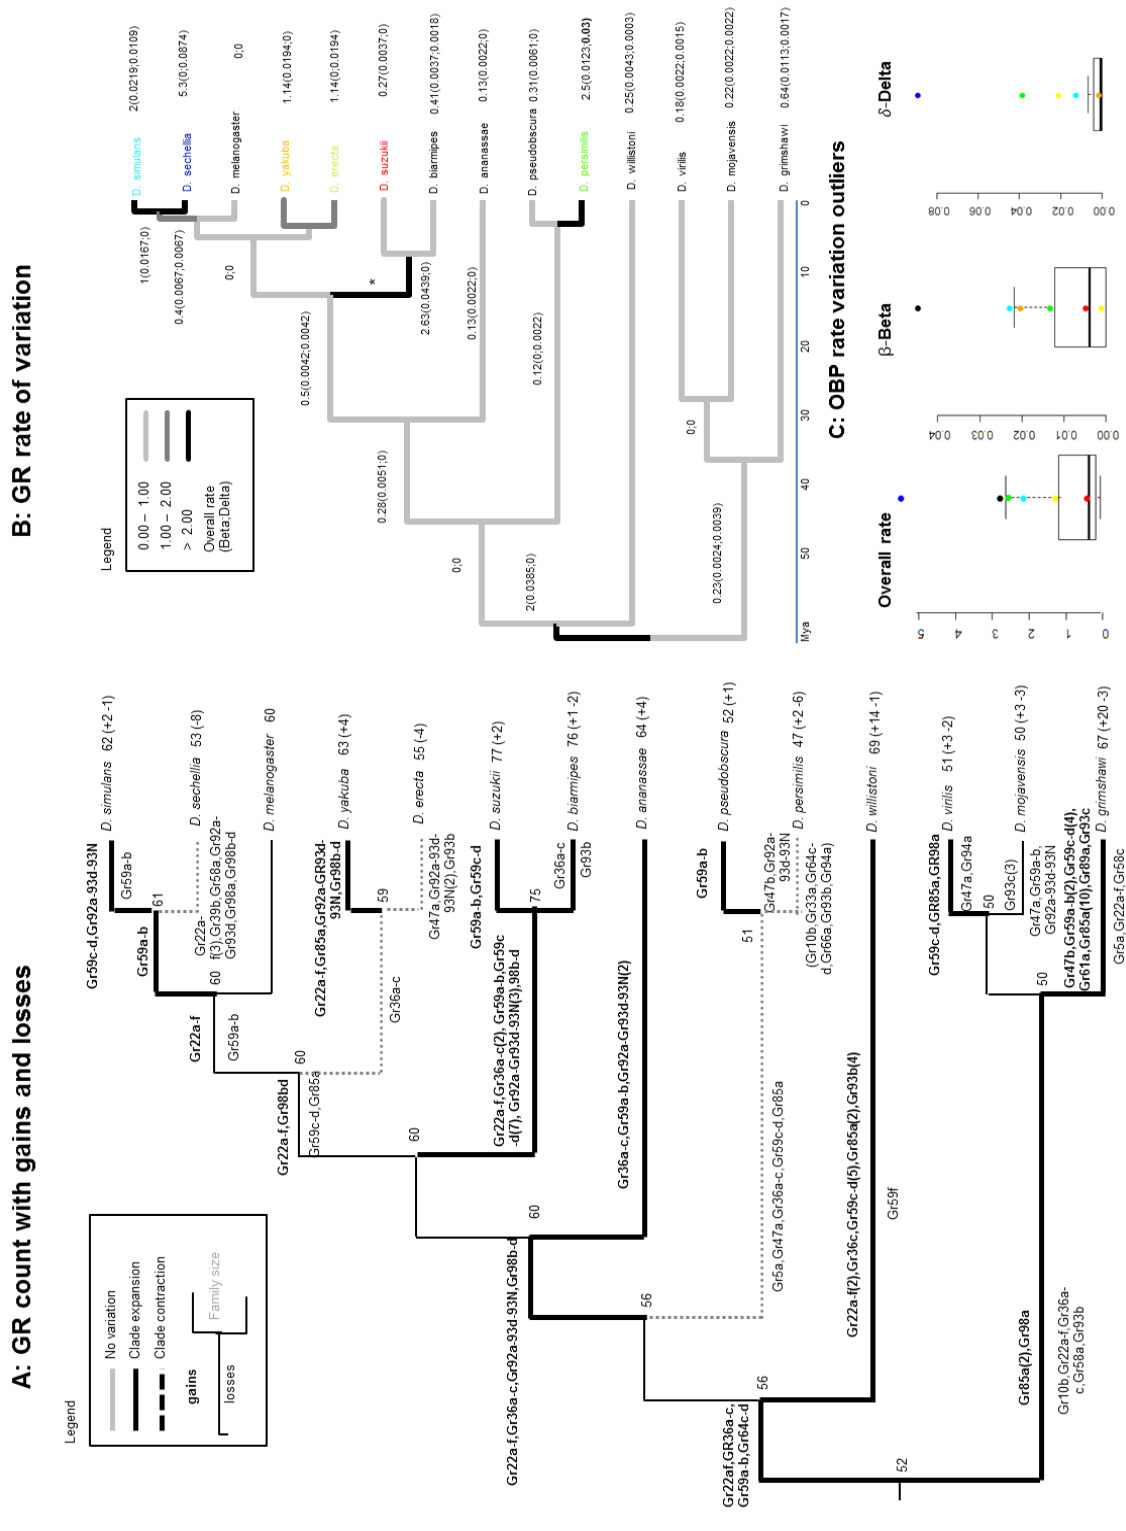 A: GR count with gains and losses
Legend
No variation
Clade expansion
Clade contraction
gains
losses
Family size
Gr59c-d,Gr92a-93d-93N
Gr59a-b
D. simulans 62 (+2 -1)
Gr59a-b
61
Gr22a-
f(3),Gr39b,Gr58a,Gr92a-
Gr93d,Gr98a,Gr98b-d
D. sechellia 53 (-8)
Gr22a-f
Gr59a-b
60
D. melanogaster 60
Gr22a-f,Gr98bd
Gr59c-d,Gr85a
60
Gr22a-f,Gr85a,Gr92a-GR93d-
93N,Gr98b-d
D. yakuba 63 (+4)
Gr36a-c
59
Gr47a,Gr92a-93d-
93N(2),Gr93b
D. erecta 55 (-4)
60
Gr59a-b,Gr59c-d
D. suzukii 77 (+2)
Gr22a-f,Gr36a-c(2), Gr59a-b,Gr59c
-d(7), Gr92a-Gr93d-93N(3),98b-d
75
Gr36a-c
Gr93b
D. biarmipes 76 (+1 -2)
Gr22a-f,Gr36a-c,Gr92a-93d-93N,Gr98b-d
60
Gr36a-c,Gr59a-b,Gr92a-Gr93d-93N(2)
D. ananassae 64 (+4)
56
Gr59a-b
D. pseudobscura 52 (+1)
Gr5a,Gr47a,Gr36a-c,Gr59c-d,Gr85a
51
Gr47b,Gr92a-
93d-93N
(Gr10b,Gr33a,Gr64c-
d,Gr66a,Gr93b,Gr94a)
D. persimilis 47 (+2 -6)
Gr22af,GR36a-c,
Gr59a-b,Gr64c-d
56
Gr22a-f(2),Gr36c,Gr59c-d(5),Gr85a(2),Gr93b(4)
Gr59f
D. willistoni 69 (+14 -1)
52
Gr59c-d,GR85a,GR98a
Gr47a,Gr94a
D. virilis 51 (+3 -2)
50
Gr93c(3)
Gr47a,Gr59a-b,
Gr92a-93d-93N
D. mojavensis 50 (+3 -3)
Gr85a(2),Gr98a
Gr10b,Gr22a-f,Gr36a-
c,Gr58a,Gr93b
50
Gr47b,Gr59a-b(2),Gr59c-d(4),
Gr61a,Gr85a(10),Gr89a,Gr93c
Gr5a,Gr22a-f,Gr58c
D. grimshawi 67 (+20 -3)
B: GR rate of variation
Legend
0.00 – 1.00
1.00 – 2.00
> 2.00
Overall rate
(Beta;Delta)
D. simulans 2(0.0219;0.0109)
1(0.0167;0)
D. sechellia 5.3(0;0.0874)
0.4(0.0067;0.0067)
D. melanogaster 0;0
0;0
D. yakuba 1.14(0.0194;0)
D. erecta 1.14(0;0.0194)
0.5(0.0042;0.0042)
*
D. suzukii 0.27(0.0037;0)
2.63(0.0439;0)
D. biarmipes 0.41(0.0037;0.0018)
0.28(0.0051;0)
0.13(0.0022;0)
D. ananassae 0.13(0.0022;0)
0;0
D. pseudobscura 0.31(0.0061;0)
0.12(0;0.0022)
2(0.0385;0)
D. persimilis 2.5(0.0123;0.03)
D. willistoni 0.25(0.0043;0.0003)
D. virilis 0.18(0.0022;0.0015)
0;0
0.23(0.0024;0.0039)
D. mojavensis 0.22(0.0022;0.0022)
D. grimshawi 0.64(0.0113;0.0017)
Mya 50 40 30 20 10 0
C: OBP rate variation outliers
Overall rate
5
4
3
2
1
0
β-Beta
0.04
0.03
0.02
0.01
0.00
δ-Delta
0.08
0.06
0.04
0.02
0.00